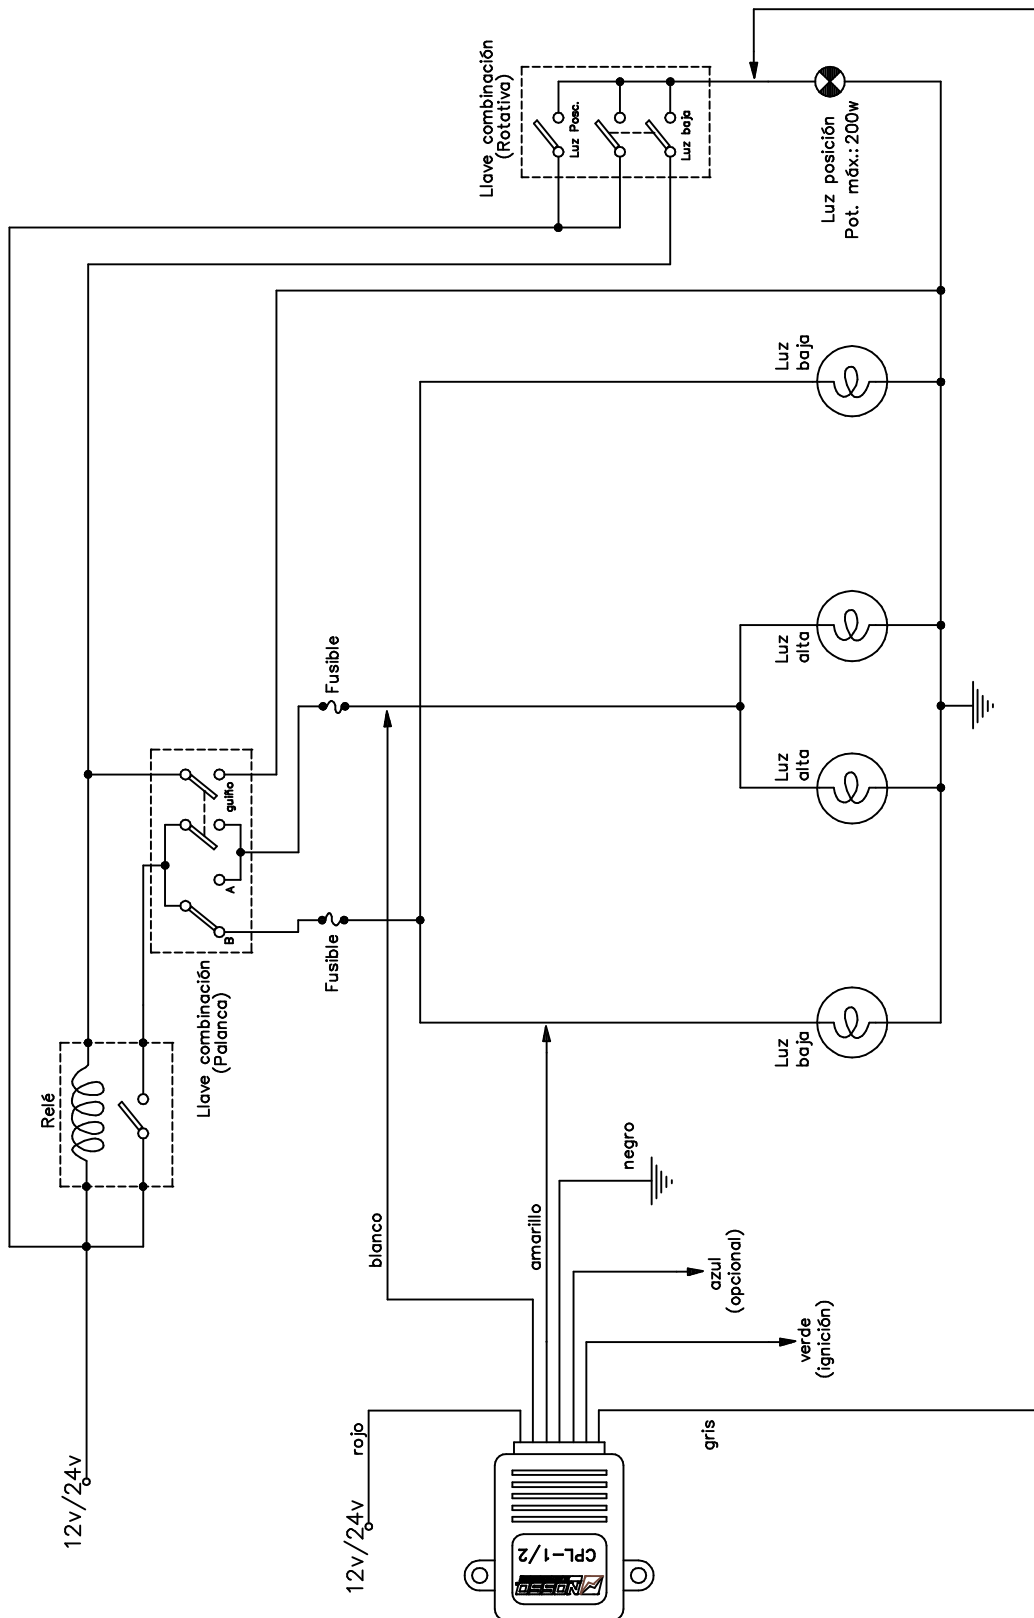 Llave combinación
(Rotativa)
Luz Posc.
Luz baja
Luz posición
Pot. máx.: 200w
Luz
baja
Luz
alta
Luz
alta
Luz
baja
Fusible
Fusible
guiño
A
B
Llave combinación
(Palanca)
Relé
12v/24v
12v/24v
rojo
blanco
amarillo
negro
azul
(opcional)
verde
(ignición)
gris
NOSSO
CPL-1/2